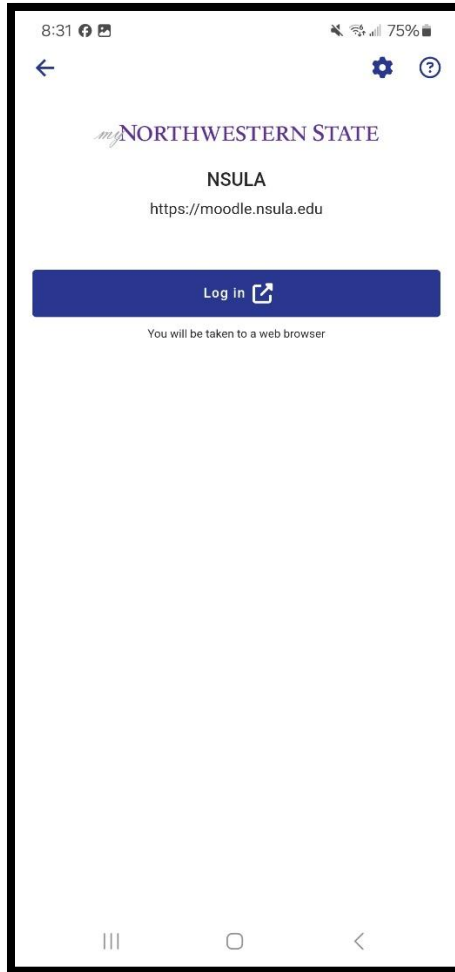 8:31 75%
myNORTHWESTERN STATE
NSULA
https://moodle.nsula.edu
Log in
You will be taken to a web browser